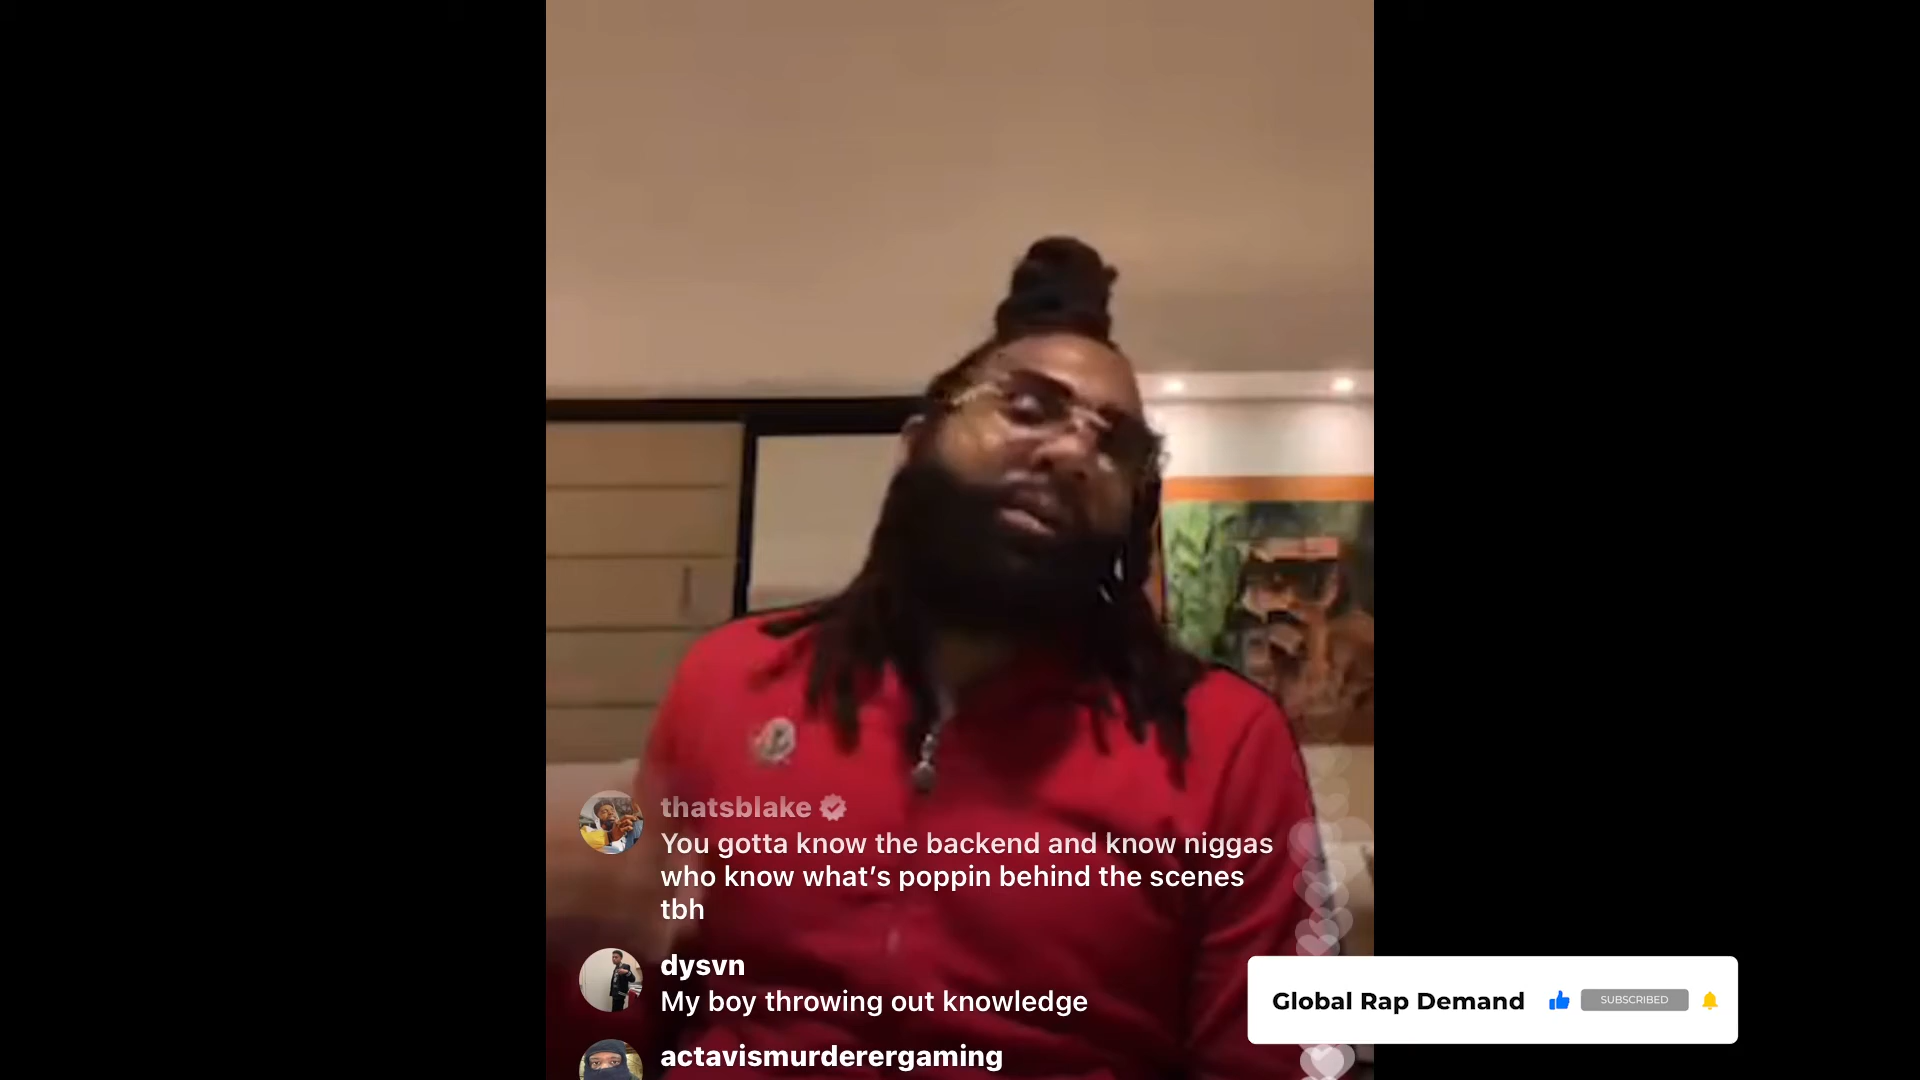 thatsblake
You gotta know the backend and know niggas
who know what's poppin behind the scenes
tbh
dysvn
My boy throwing out knowledge
actavismurderergaming
Global Rap Demand
SUBSCRIBED